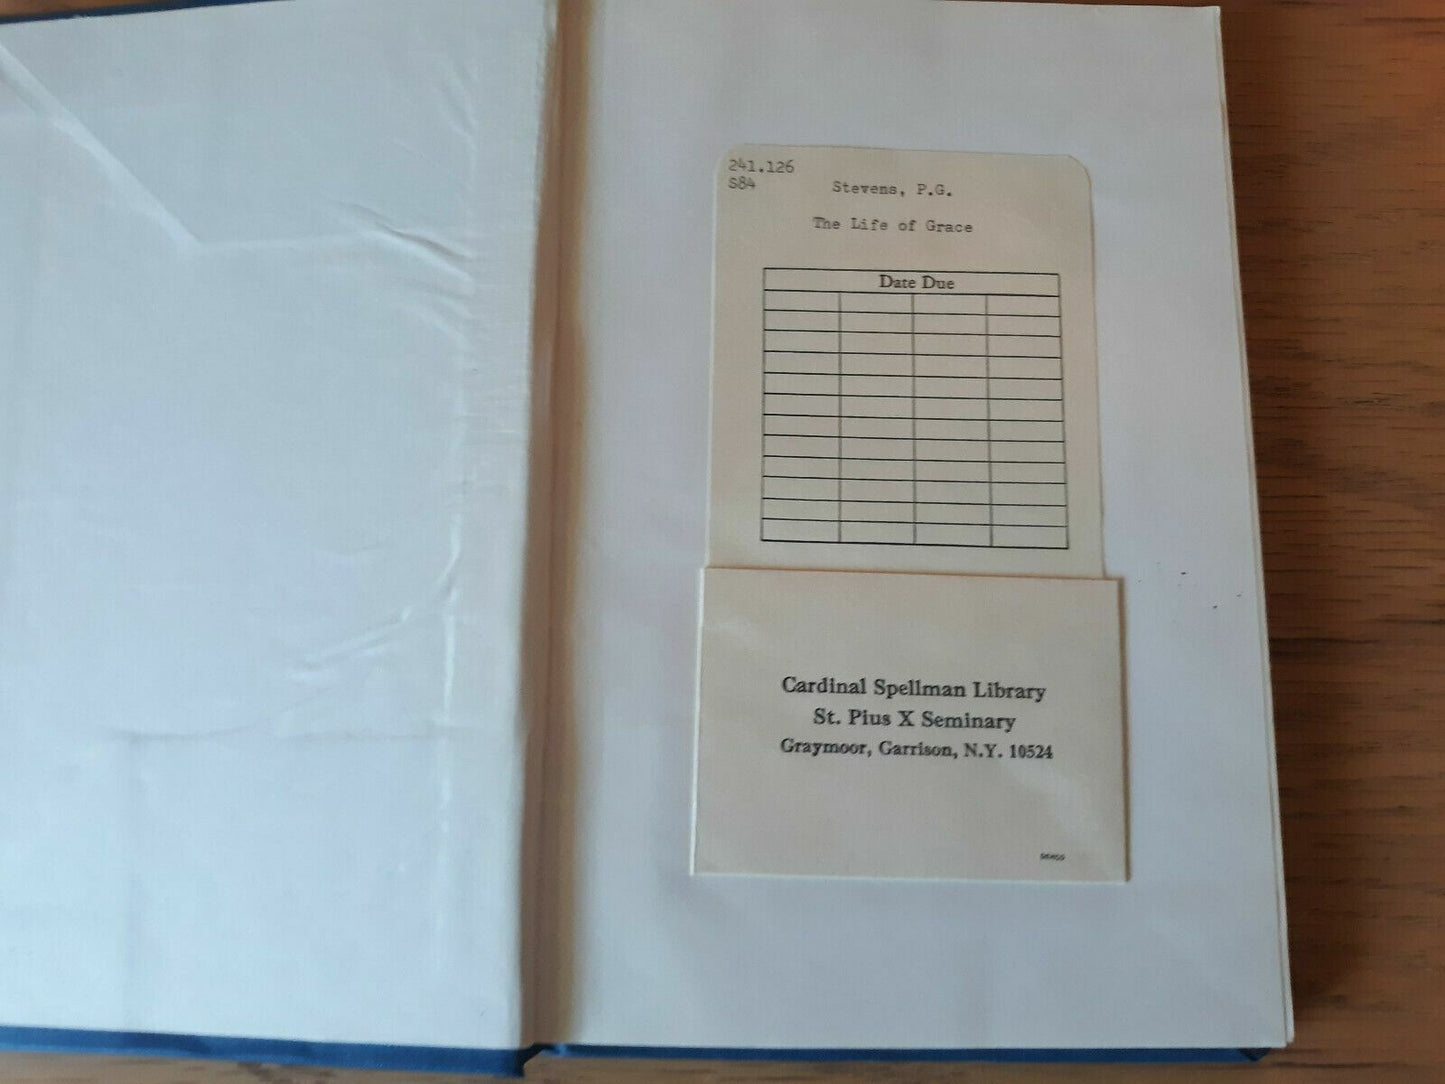 241.126
S84
Stevens, P.G.
The Life of Grace
Date Due
Cardinal Spellman Library
St. Pius X Seminary
Graymoor, Garrison, N.Y. 10524
DEMCO